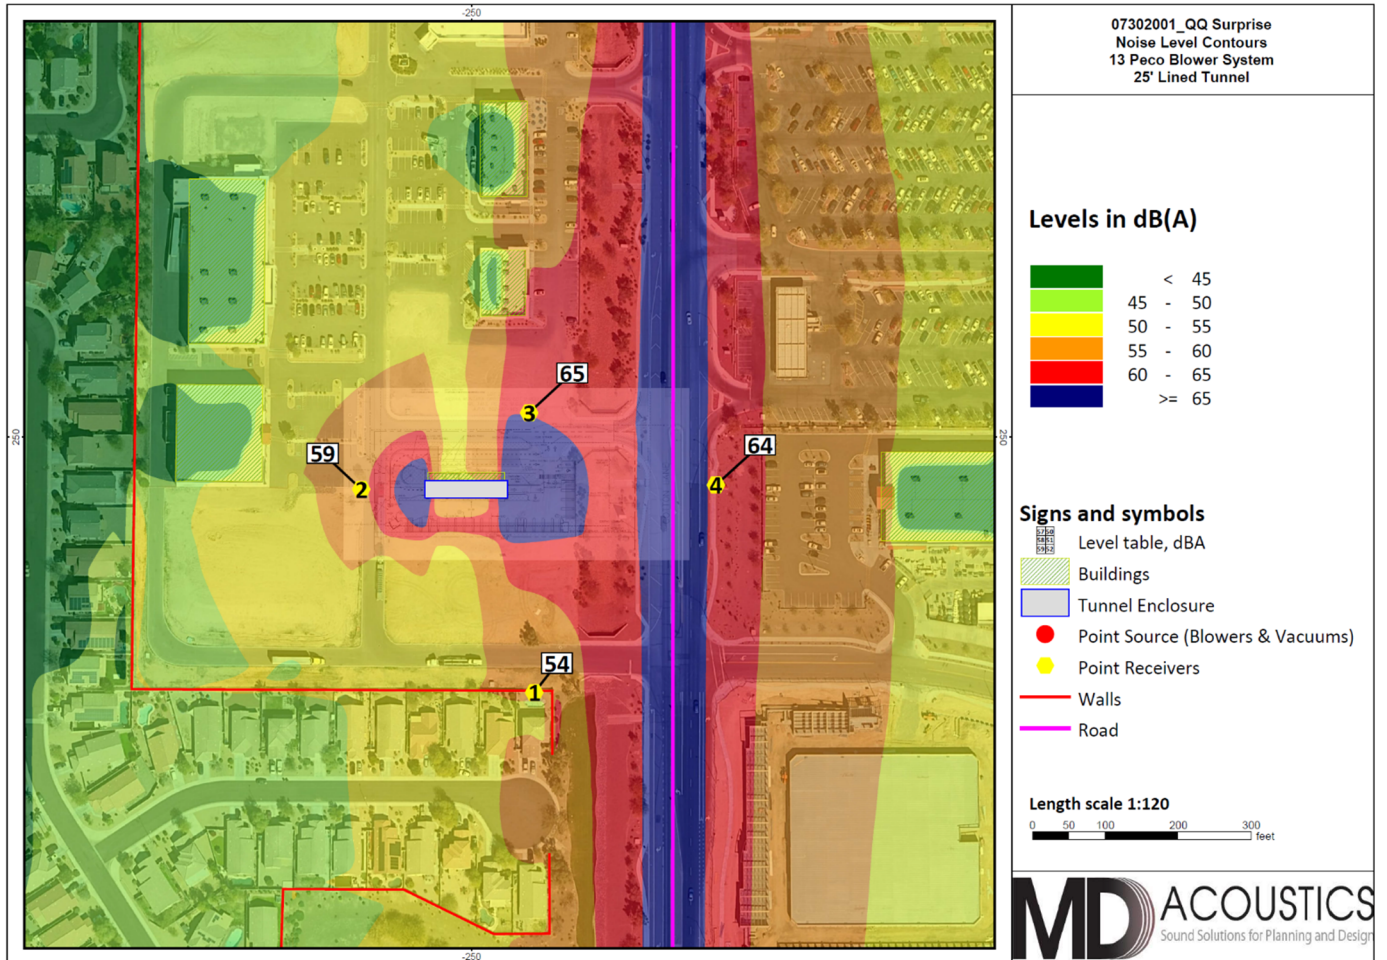 -250
250
250
-250
65
3
59
2
64
4
54
1
07302001_QQ Surprise
Noise Level Contours
13 Peco Blower System
25' Lined Tunnel
Levels in dB(A)
< 45
45 - 50
50 - 55
55 - 60
60 - 65
>= 65
Signs and symbols
Level table, dBA
Buildings
Tunnel Enclosure
Point Source (Blowers & Vacuums)
Point Receivers
Walls
Road
Length scale 1:120
0 50 100 200 300
feet
MD ACOUSTICS
Sound Solutions for Planning and Design